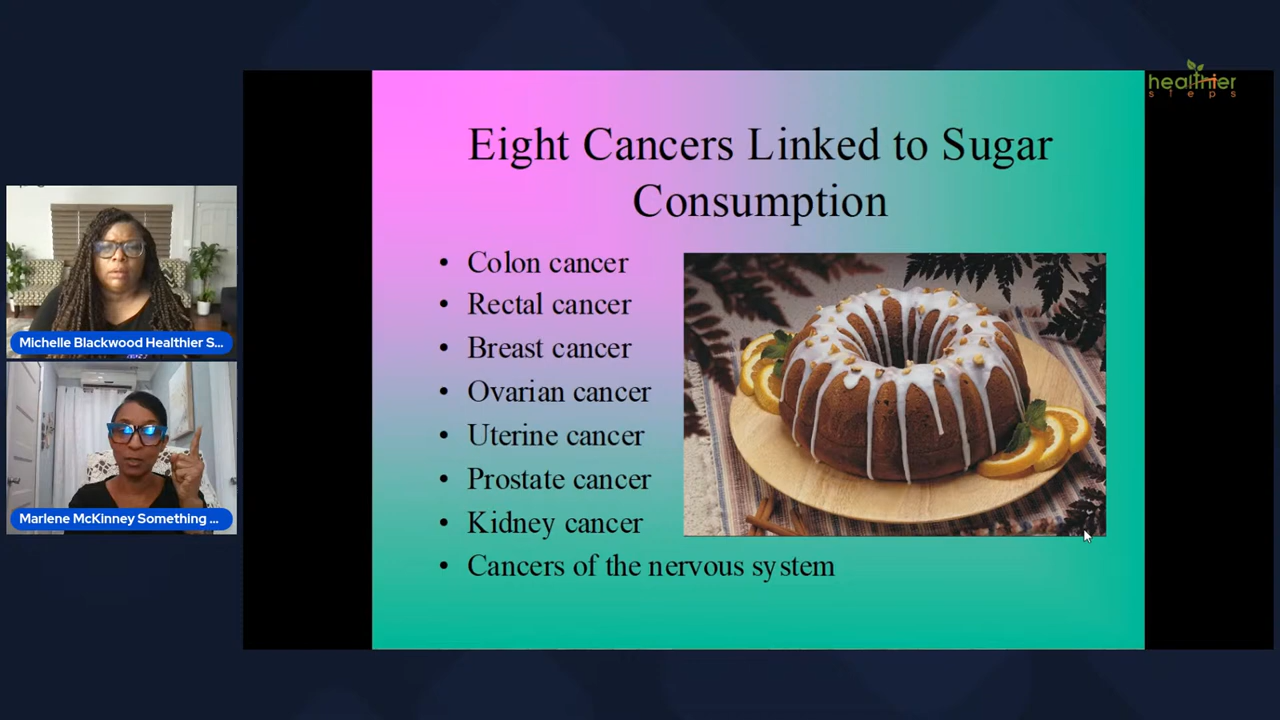 healthier
steps
Eight Cancers Linked to Sugar
Consumption
• Colon cancer
• Rectal cancer
• Breast cancer
• Ovarian cancer
• Uterine cancer
• Prostate cancer
• Kidney cancer
• Cancers of the nervous system
Michelle Blackwood Healthier S...
Marlene McKinney Something ...